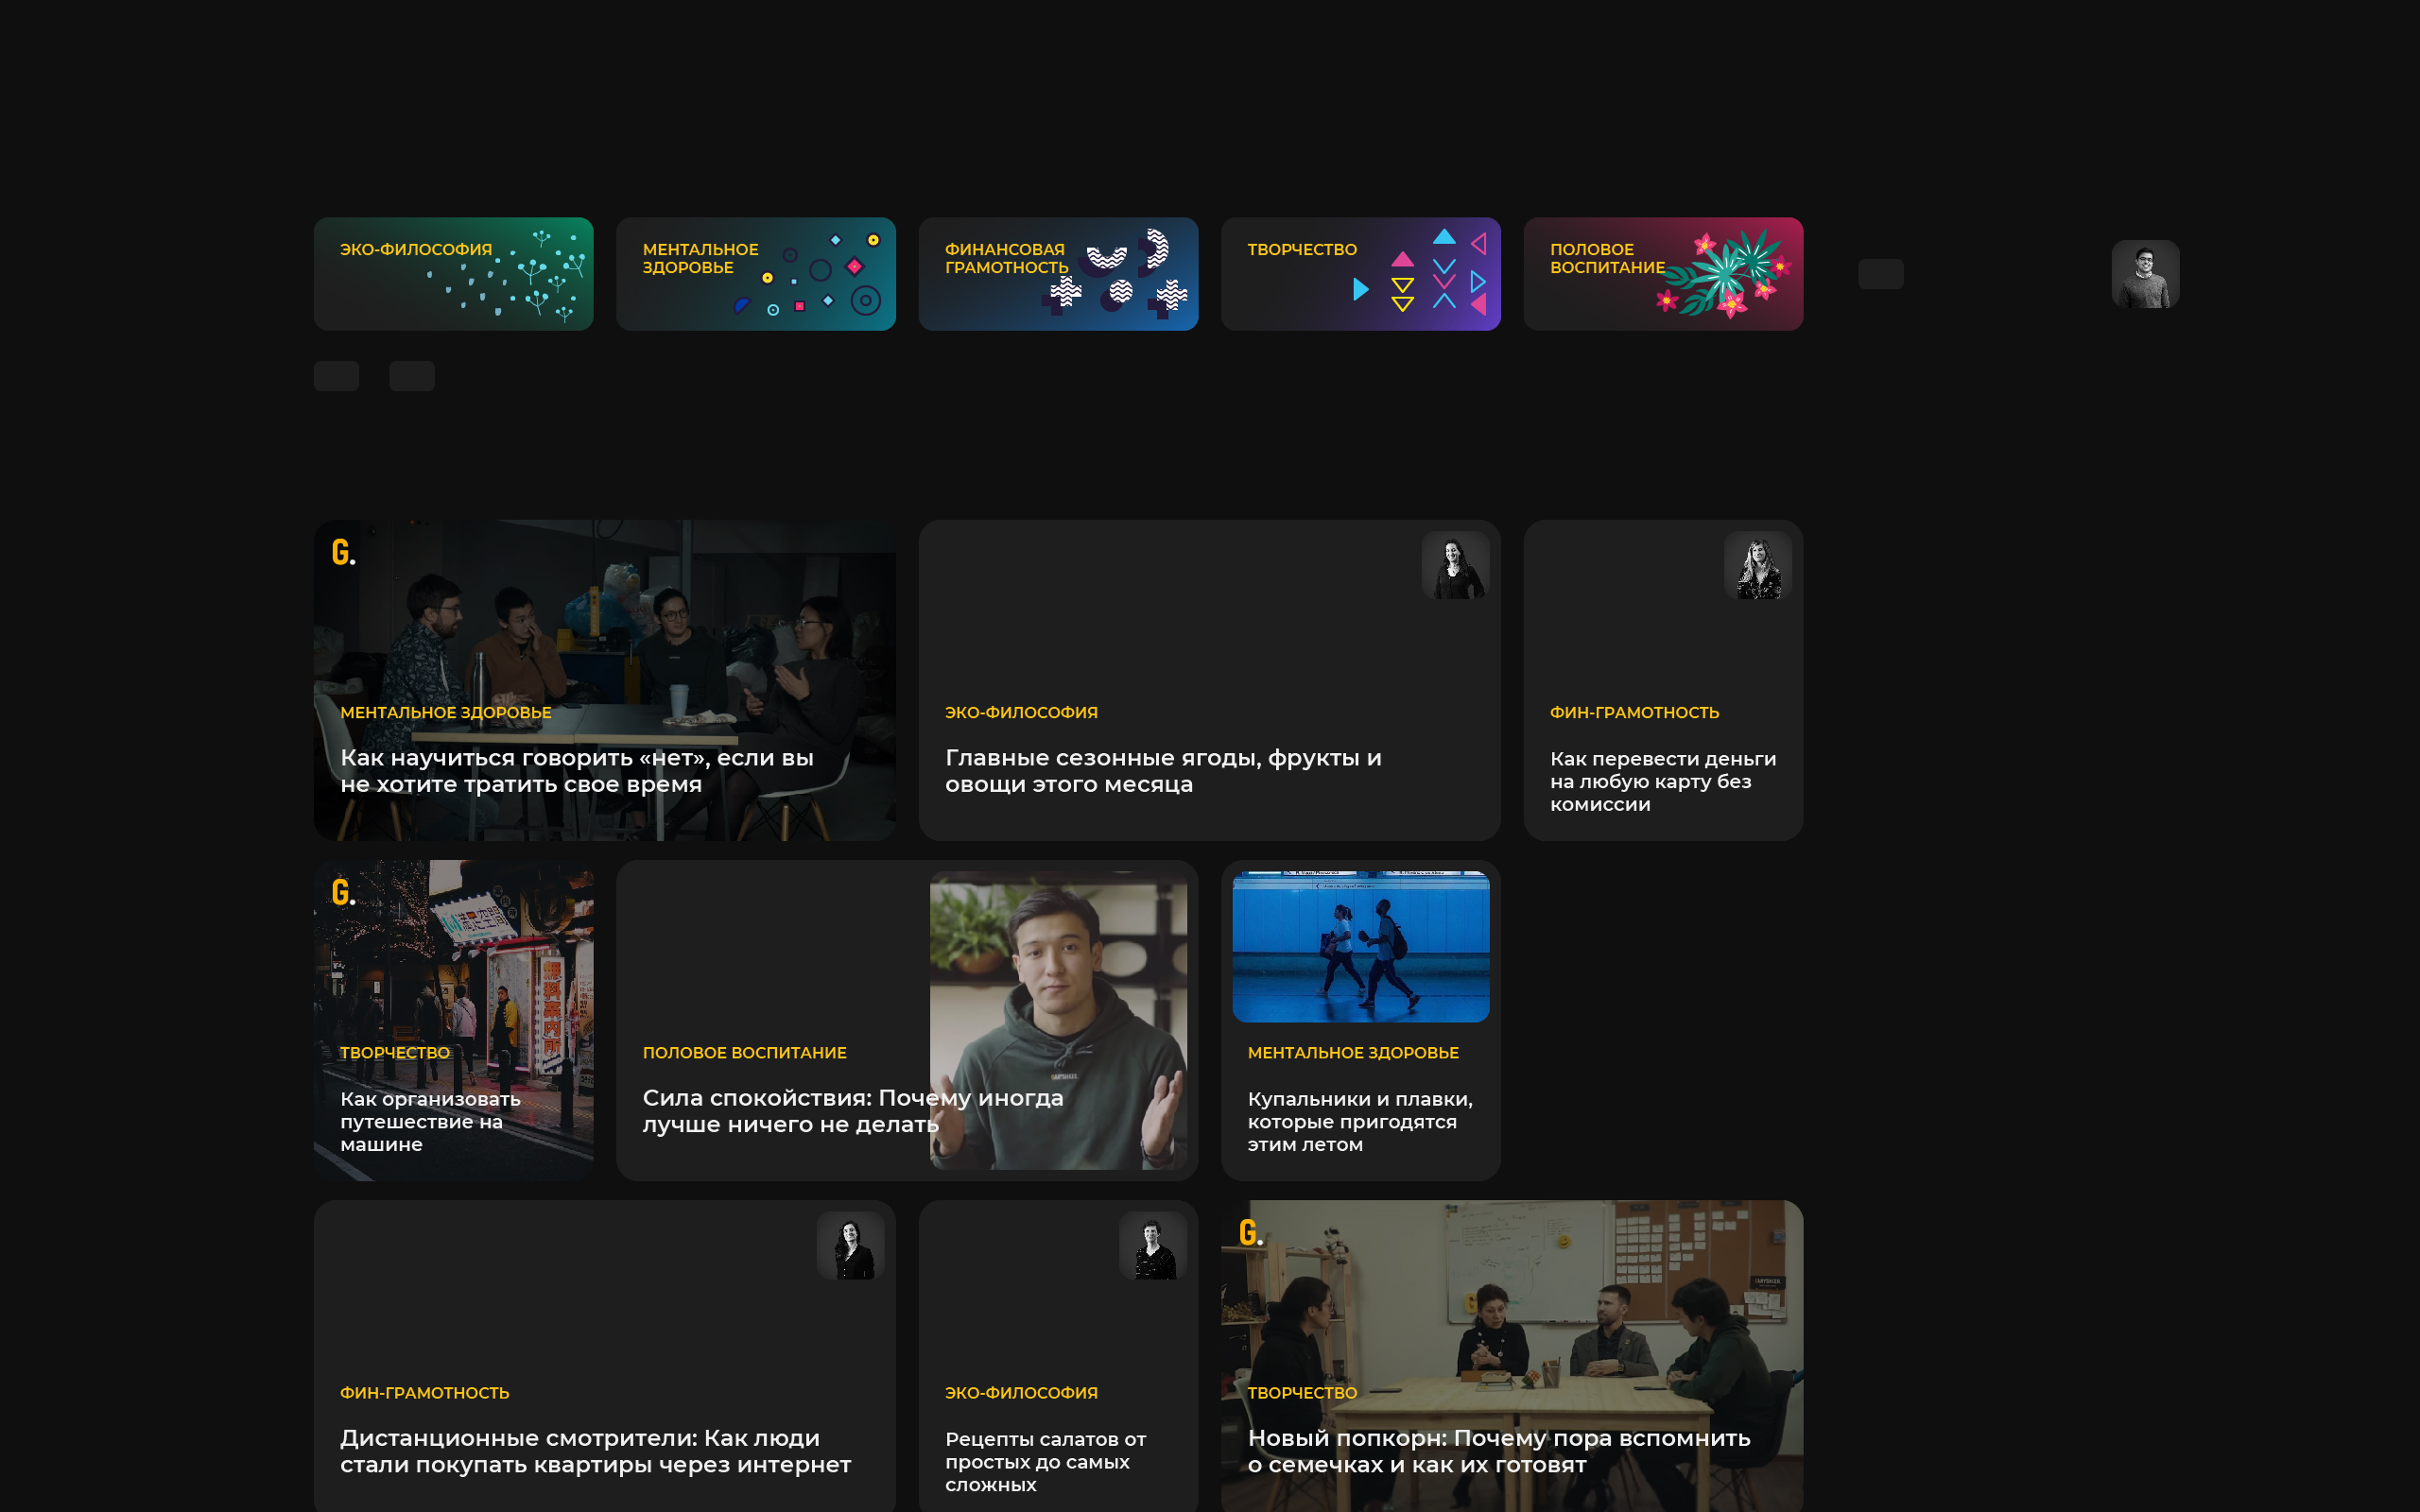 ЭКО-ФИЛОСОФИЯ
МЕНТАЛЬНОЕ
ЗДОРОВЬЕ
ФИНАНСОВАЯ
ГРАМОТНОСТЬ
ТВОРЧЕСТВО
ПОЛОВОЕ
ВОСПИТАНИЕ
G.
МЕНТАЛЬНОЕ ЗДОРОВЬЕ
Как научиться говорить «нет», если вы
не хотите тратить свое время
ЭКО-ФИЛОСОФИЯ
Главные сезонные ягоды, фрукты и
овощи этого месяца
ФИН-ГРАМОТНОСТЬ
Как перевести деньги
на любую карту без
комиссии
G.
ТВОРЧЕСТВО
Как организовать
путешествие на
машине
ПОЛОВОЕ ВОСПИТАНИЕ
Сила спокойствия: Почему иногда
лучше ничего не делать
МЕНТАЛЬНОЕ ЗДОРОВЬЕ
Купальники и плавки,
которые пригодятся
этим летом
ФИН-ГРАМОТНОСТЬ
Дистанционные смотрители: Как люди
стали покупать квартиры через интернет
ЭКО-ФИЛОСОФИЯ
Рецепты салатов от
простых до самых
сложных
G.
ТВОРЧЕСТВО
Новый попкорн: Почему пора вспомнить
о семечках и как их готовят